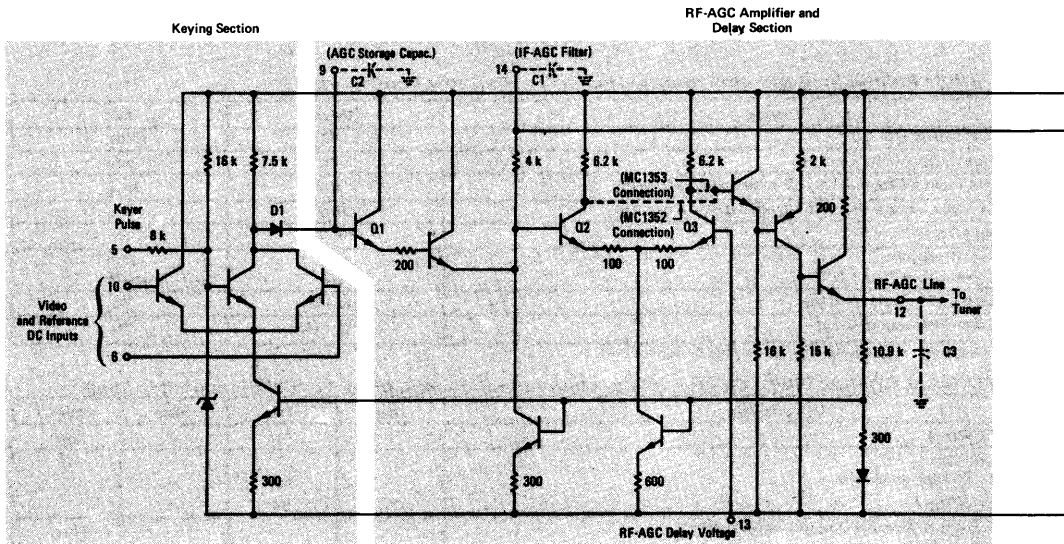 Keying Section
RF-AGC Amplifier and
Delay Section
(AGC Storage Capac.)
9
C2
(IF-AGC Filter)
14
C1
16 k
7.5 k
4 k
6.2 k
6.2 k
2 k
(MC1353
Connection)
D1
Keyer
Pulse
5
8 k
Q1
200
Q2
(MC1352
Connection)
Q3
200
100
100
10
Video
and Reference
DC Inputs
6
RF-AGC Line
12
To
Tuner
16 k
15 k
10.9 k
C3
300
300
300
600
RF-AGC Delay Voltage
13